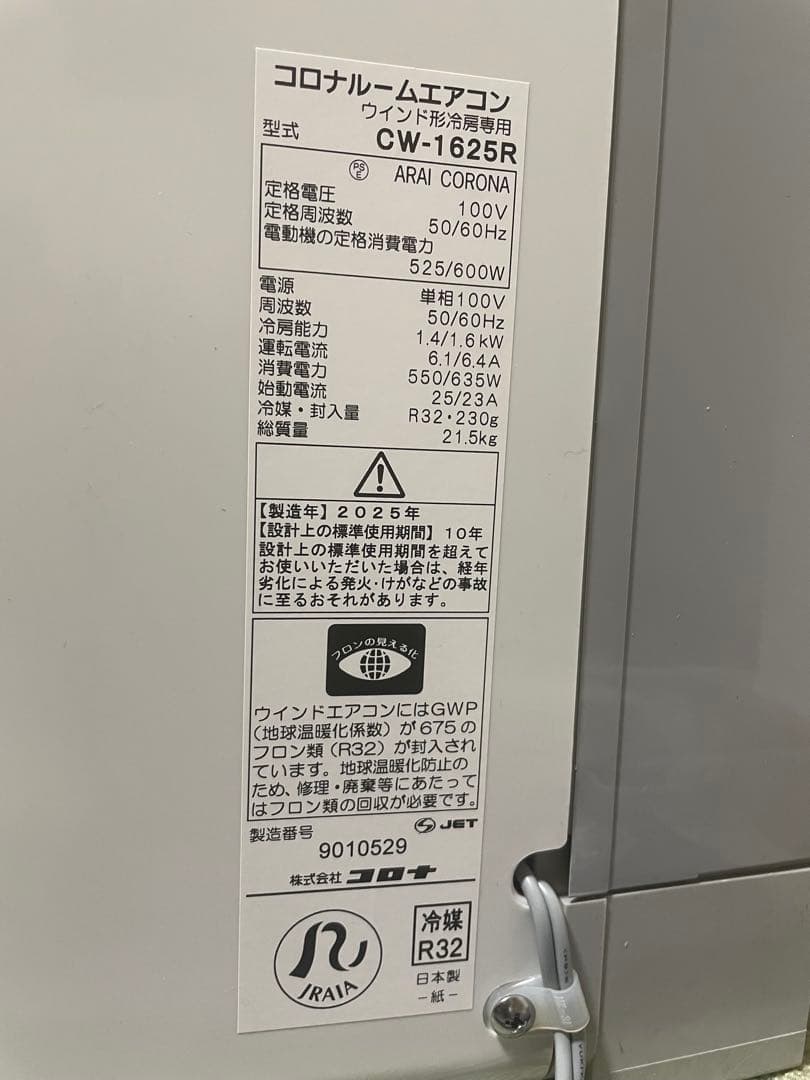 コロナルームエアコン
ウインド形冷房専用
型式 CW-1625R
PSE ARAI CORONA
定格電圧 100V
定格周波数 50/60Hz
電動機の定格消費電力
525/600W
電源 単相100V
周波数 50/60Hz
冷房能力 1.4/1.6kW
運転電流 6.1/6.4A
消費電力 550/635W
始動電流 25/23A
冷媒・封入量 R32・230g
総質量 21.5kg
【製造年】2025年
【設計上の標準使用期間】10年
設計上の標準使用期間を超えて
お使いいただいた場合は、経年
劣化による発火・けがなどの事故
に至るおそれがあります。
フロンの見える化
ウインドエアコンにはGWP
(地球温暖化係数)が675の
フロン類(R32)が封入され
ています。地球温暖化防止の
ため、修理・廃棄等にあたって
はフロン類の回収が必要です。
JET
製造番号
9010529
株式会社 コロナ
JRAIA
冷媒
R32
日本製
-紙-